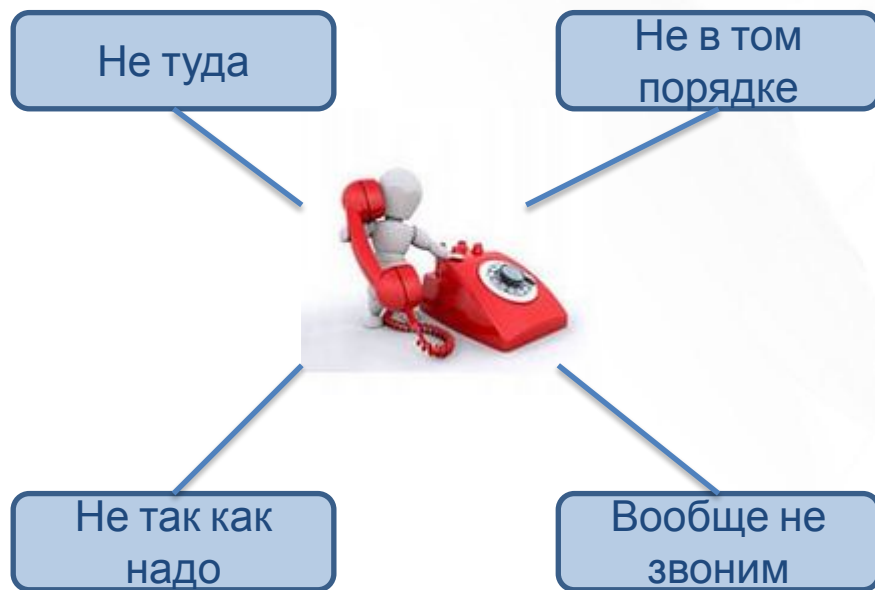 Не туда
Не в том
порядке
Не так как
надо
Вообще не
звоним